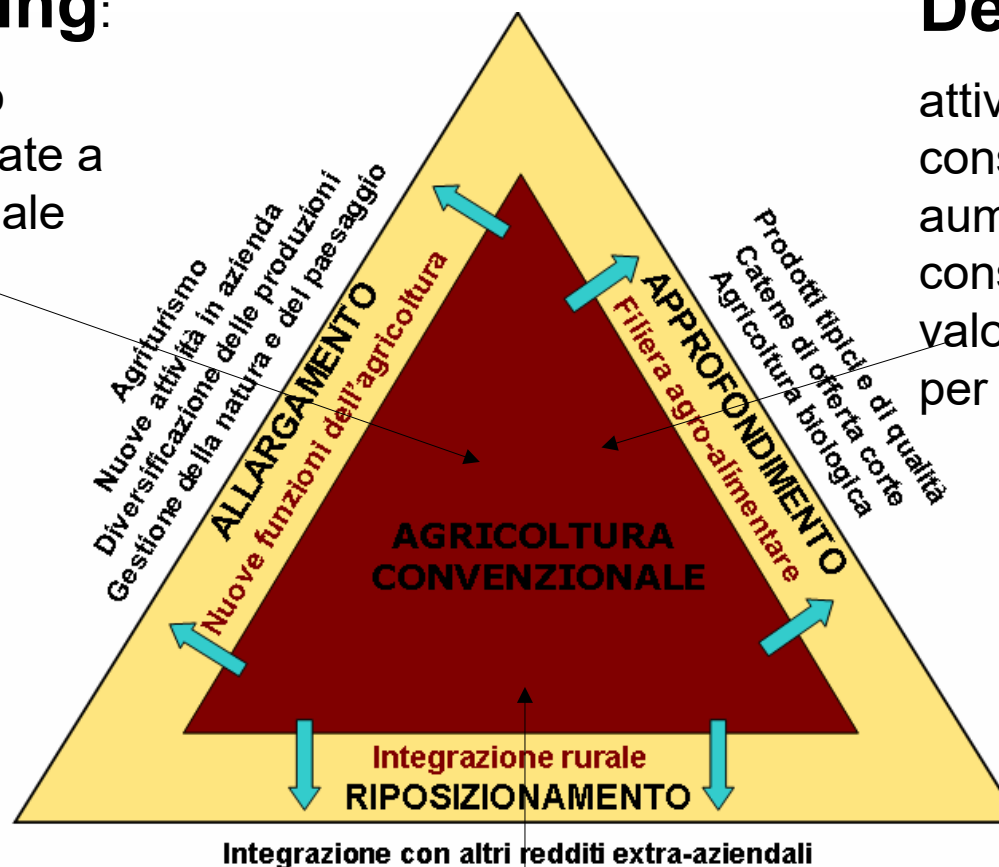 ing:
o
ate a
ale
De
attiv
cons
aum
cons
valo
per
Agriturismo
Nuove attività in azienda
Diversificazione delle produzioni
Gestione della natura e del paesaggio
ALLARGAMENTO
Nuove funzioni dell'agricoltura
Prodotti tipici e di qualità
Catene di offerta corte
Agricoltura biologica
APPROFONDIMENTO
Filiera agro-alimentare
AGRICOLTURA
CONVENZIONALE
Integrazione rurale
RIPOSIZIONAMENTO
Integrazione con altri redditi extra-aziendali